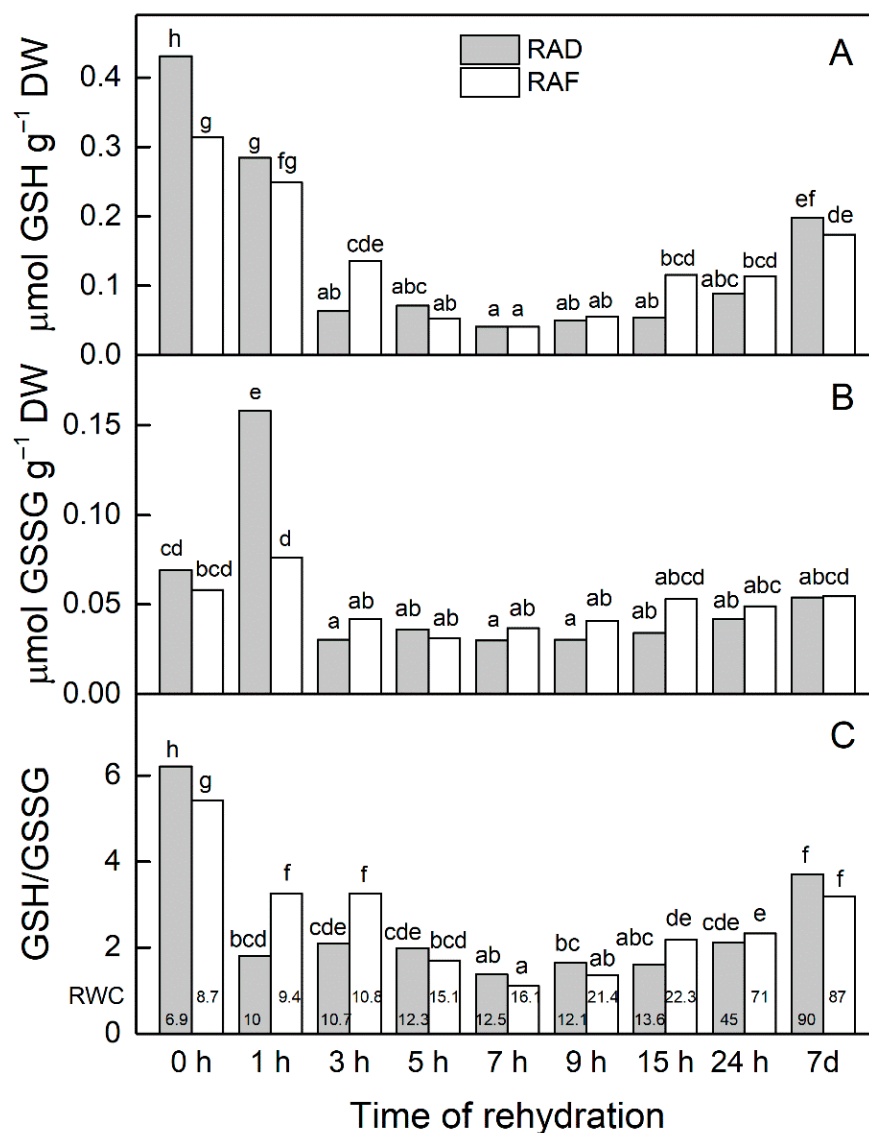 A
RAD
RAF
μmol GSH g⁻¹ DW
0.4
0.3
0.2
0.1
0.0
h g g fg ab cde abc ab a a ab ab ab bcd abc bcd ef de
B
μmol GSSG g⁻¹ DW
0.15
0.10
0.05
0.00
cd bcd e d a ab ab ab a ab a ab ab abcd ab abc abcd
C
GSH/GSSG
6
4
2
0
h g bcd f cde f cde bcd ab a bc ab abc de cde e f f
RWC
6.9 8.7 10 9.4 10.7 10.8 12.3 15.1 12.5 16.1 12.1 21.4 13.6 22.3 45 71 90 87
0 h 1 h 3 h 5 h 7 h 9 h 15 h 24 h 7d
Time of rehydration